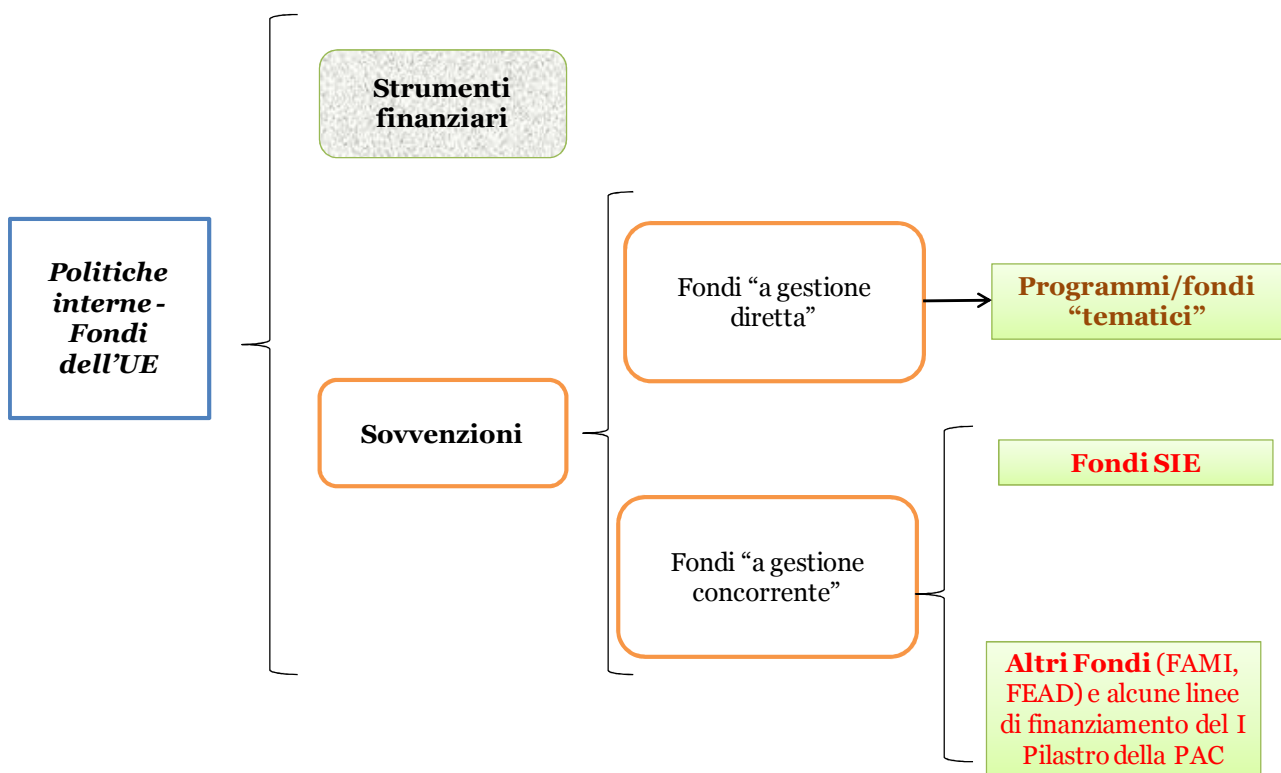 Strumenti
finanziari
Politiche
interne -
Fondi
dell’UE
Sovvenzioni
Fondi “a gestione
diretta”
Programmi/fondi
“tematici”
Fondi “a gestione
concorrente”
Fondi SIE
Altri Fondi (FAMI,
FEAD) e alcune linee
di finanziamento del I
Pilastro della PAC